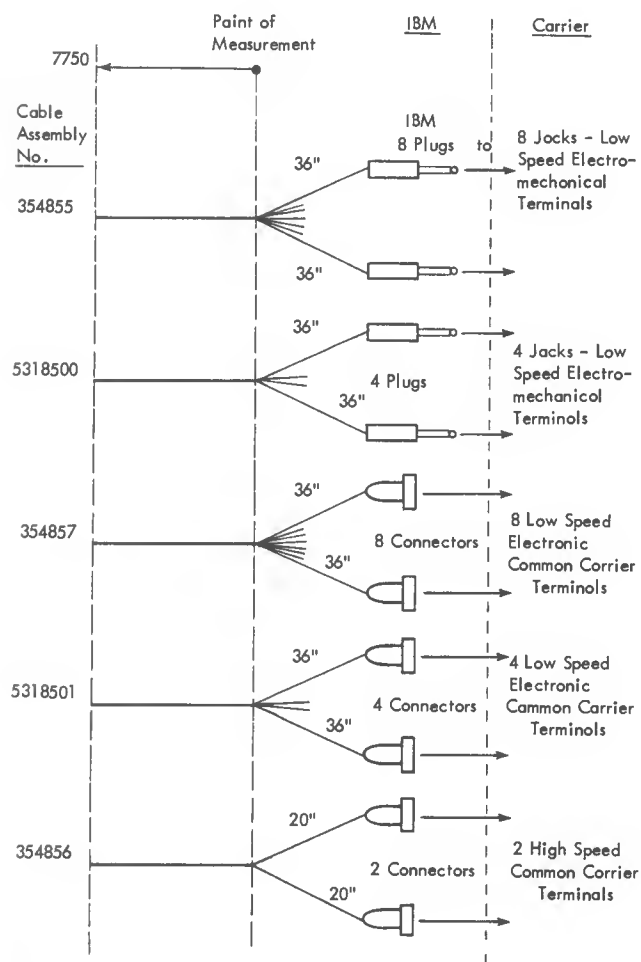 Paint of
Measurement
IBM
Carrier
7750
Cable
Assembly
No.
IBM
8 Plugs to
8 Jocks - Low
Speed Electro-
mechonical
Terminals
354855
36"
36"
36"
5318500
4 Plugs
36"
4 Jacks - Low
Speed Electro-
mechanicol
Terminols
36"
354857
8 Connectors
36"
8 Low Speed
Electronic
Common Corrier
Terminols
36"
5318501
4 Connectors
36"
4 Low Speed
Electronic
Cammon Carrier
Terminols
20"
354856
2 Connectors
20"
2 High Speed
Common Corrier
Terminals